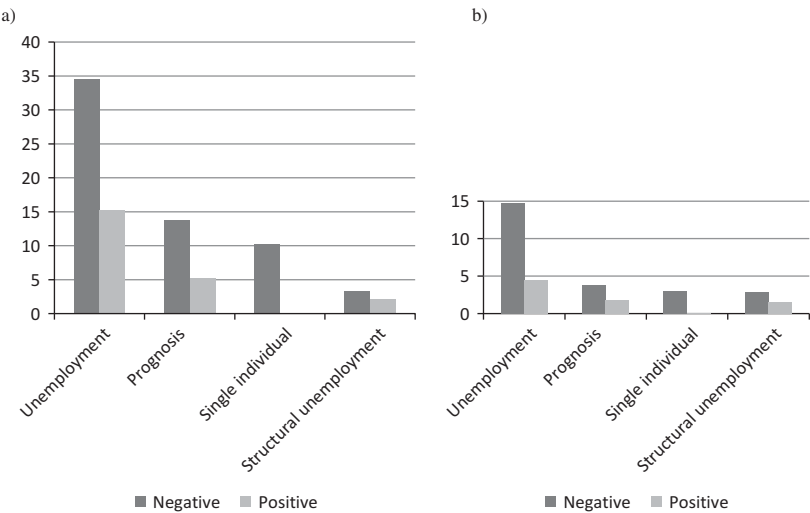 a)
40
35
30
25
20
15
10
5
0
Unemployment
Prognosis
Single individual
Structural unemployment
Negative Positive
b)
15
10
5
0
Unemployment
Prognosis
Single individual
Structural unemployment
Negative Positive